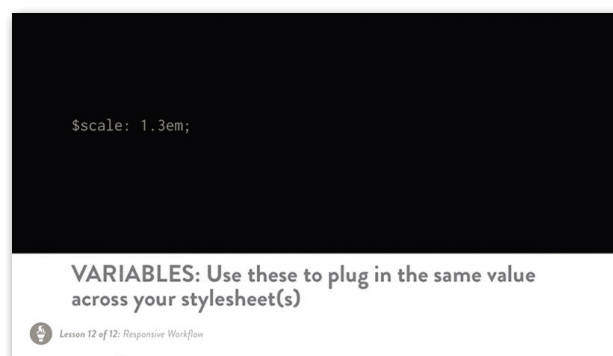 $scale: 1.3em;
VARIABLES: Use these to plug in the same value
across your stylesheet(s)
Lesson 12 of 12: Responsive Workflow